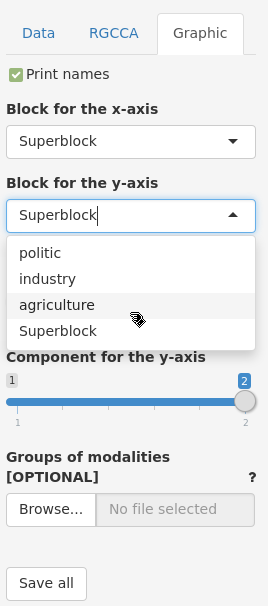 Data RGCCA Graphic
Print names
Block for the x-axis
Superblock
Block for the y-axis
Superblock
politic
industry
agriculture
Superblock
Component for the y-axis
1 2
1 2
Groups of modalities
[OPTIONAL] ?
Browse... No file selected
Save all